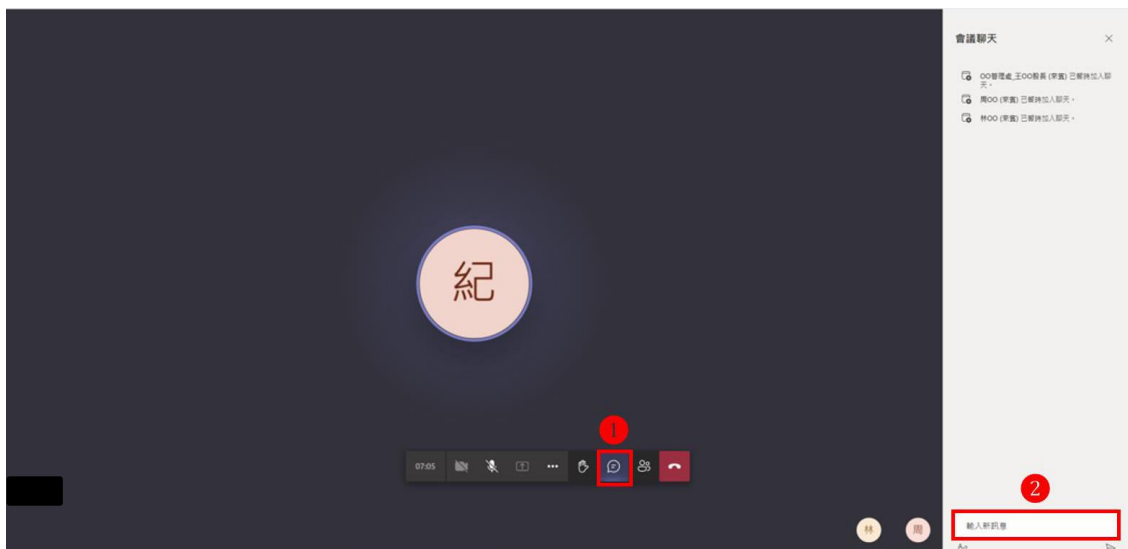 會議聊天
OO管理處_王OO股長 (來賓) 已暫時加入聊
天。
周OO (來賓) 已暫時加入聊天。
林OO (來賓) 已暫時加入聊天。
紀
1
07:05
2
林
周
輸入新訊息